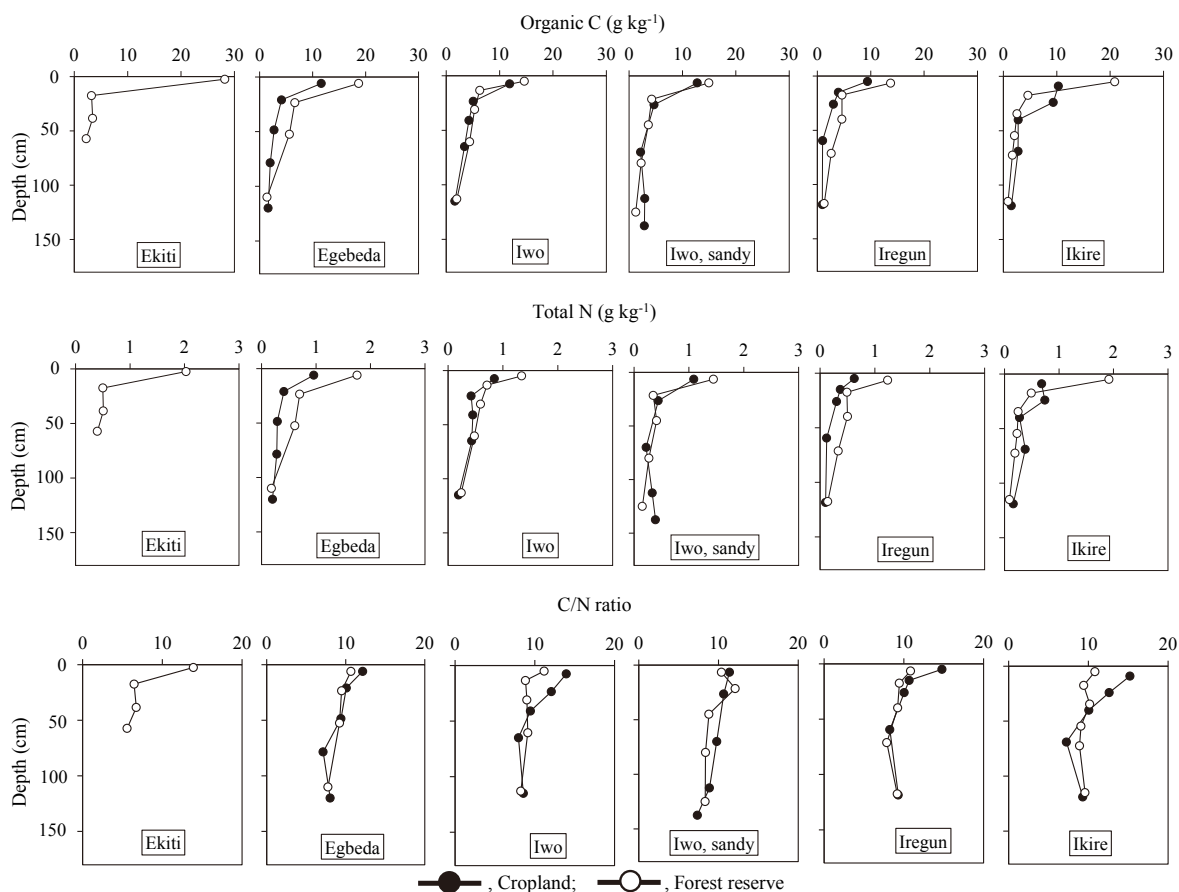 Organic C (g kg⁻¹)
0 10 20 30 0 10 20 30 0 10 20 30 0 10 20 30 0 10 20 30 0 10 20 30
0
50
100
150
Depth (cm)
Ekiti Egebeda Iwo Iwo, sandy Iregun Ikire
Total N (g kg⁻¹)
0 1 2 3 0 1 2 3 0 1 2 3 0 1 2 3 0 1 2 3 0 1 2 3
0
50
100
150
Depth (cm)
Ekiti Egbeda Iwo Iwo, sandy Iregun Ikire
C/N ratio
0 10 20 0 10 20 0 10 20 0 10 20 0 10 20 0 10 20
0
50
100
150
Depth (cm)
Ekiti Egbeda Iwo Iwo, sandy Iregun Ikire
, Cropland; , Forest reserve